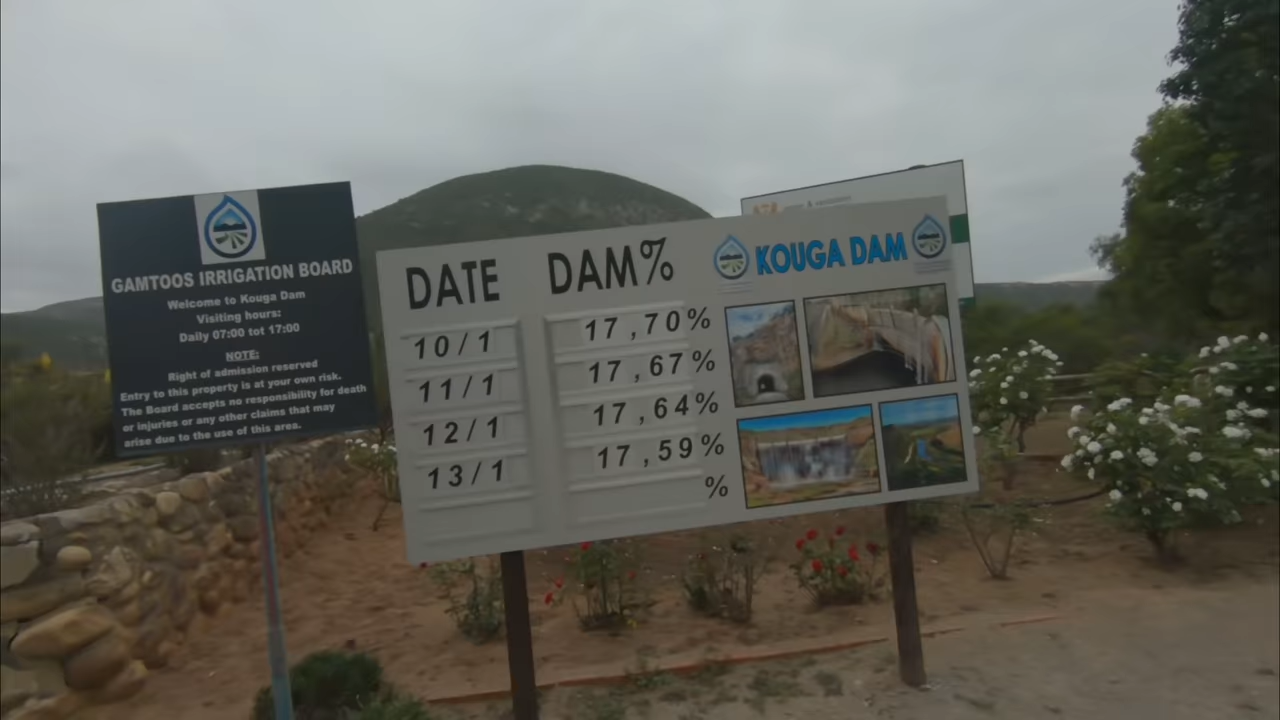 GAMTOOS IRRIGATION BOARD
Welcome to Kouga Dam
Visiting hours:
Daily 07:00 tot 17:00
NOTE:
Right of admission reserved
Entry to this property is at your own risk.
The Board accepts no responsibility for death
or injuries or any other claims that may
arise due to the use of this area.
DATE DAM% KOUGA DAM
10/1 17,70%
11/1 17,67%
12/1 17,64%
13/1 17,59%
%